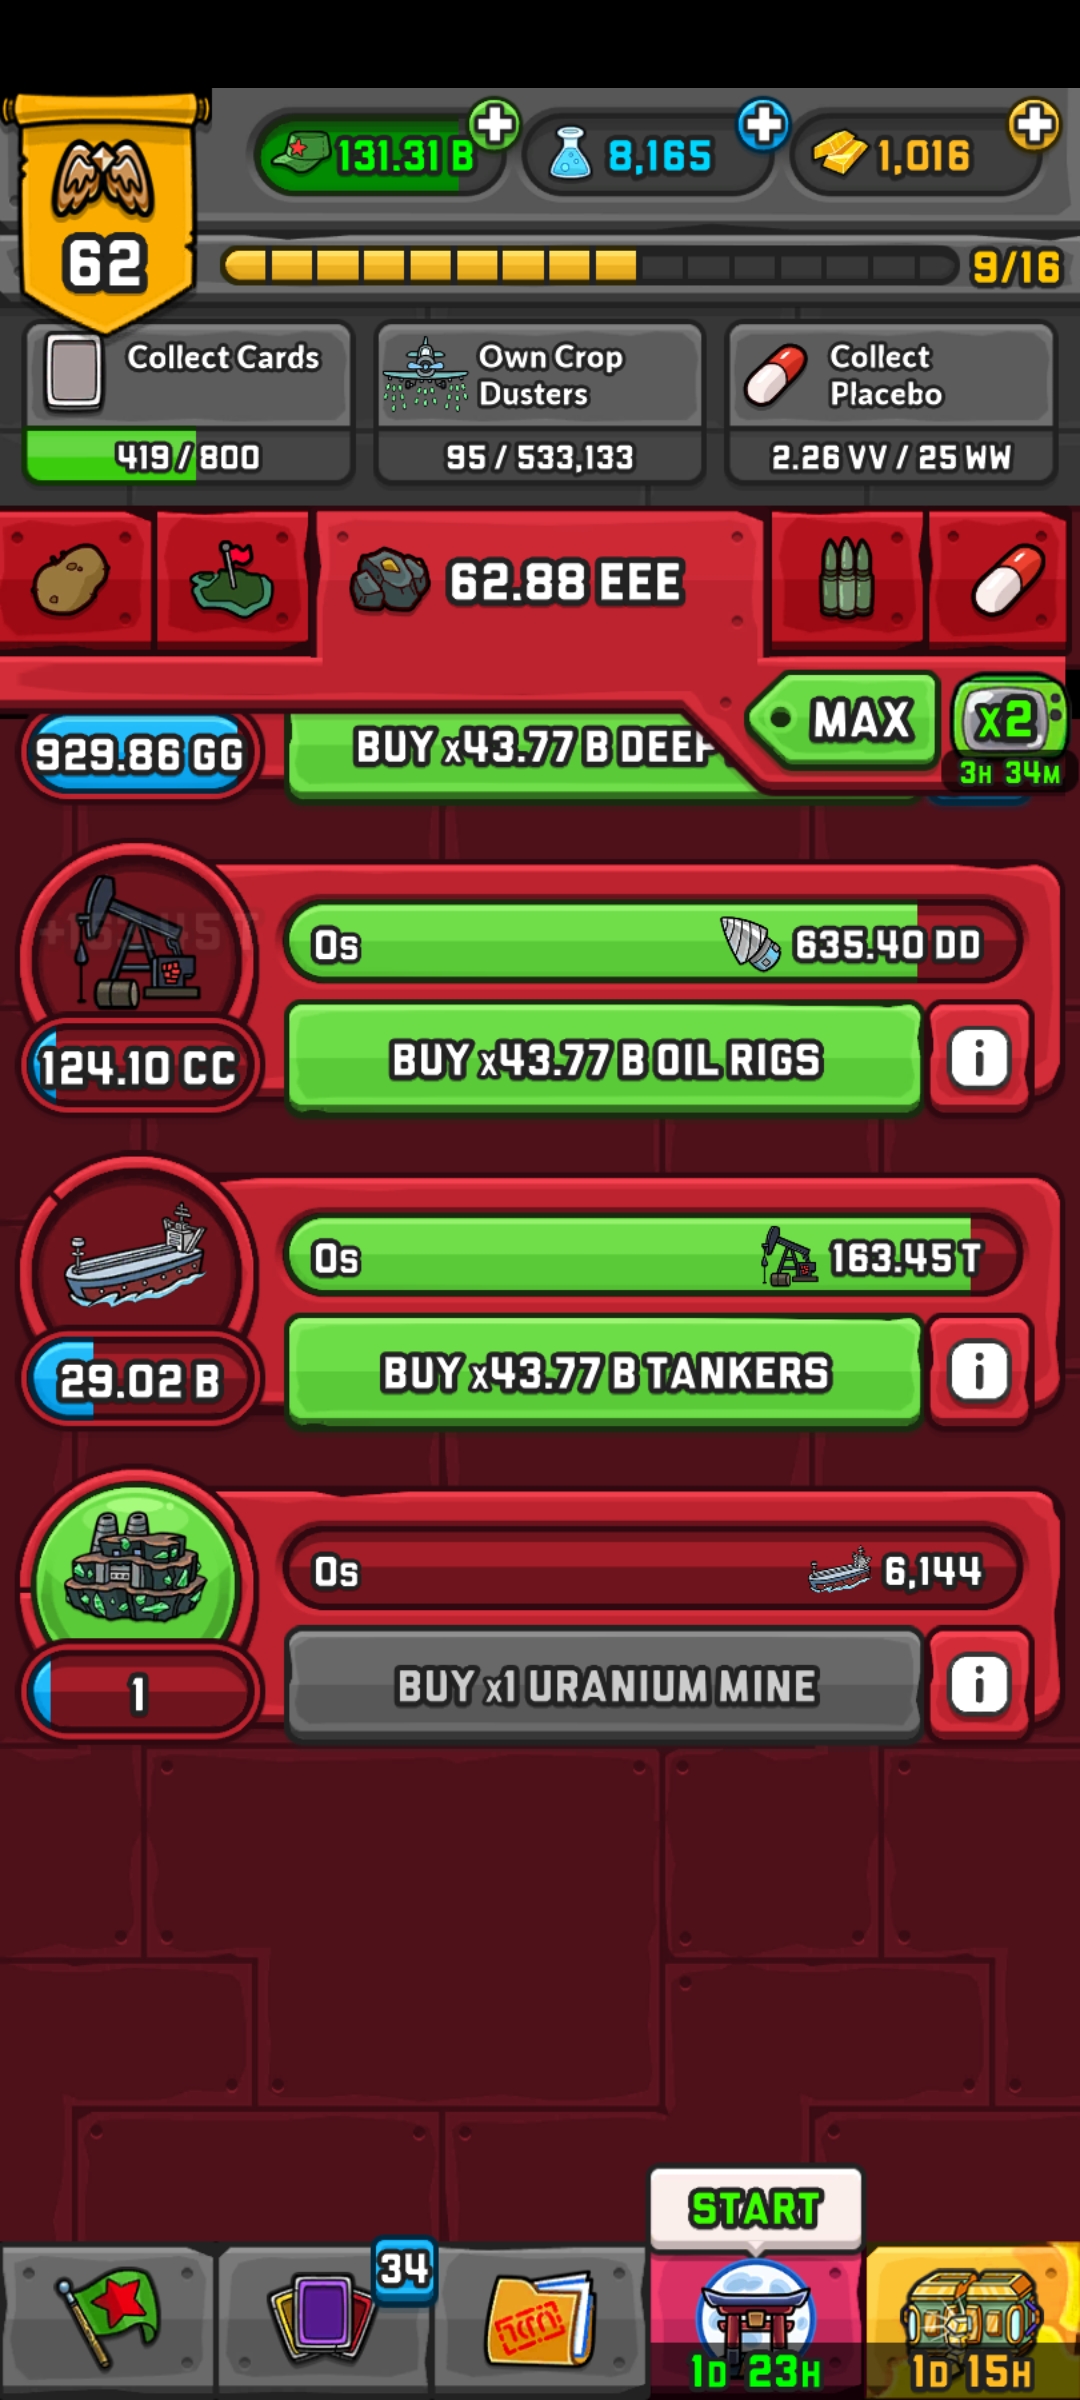 131.31 B
8,165
1,016
62
9/16
Collect Cards
419 / 800
Own Crop
Dusters
95 / 533,133
Collect
Placebo
2.26 VV / 25 WW
62.88 EEE
MAX
x2
3H 34M
929.86 GG
BUY x43.77 B DEEP
0s
635.40 DD
124.10 CC
BUY x43.77 B OIL RIGS
i
0s
163.45 T
29.02 B
BUY x43.77 B TANKERS
i
0s
6,144
1
BUY x1 URANIUM MINE
i
START
34
1D 23H
1D 15H